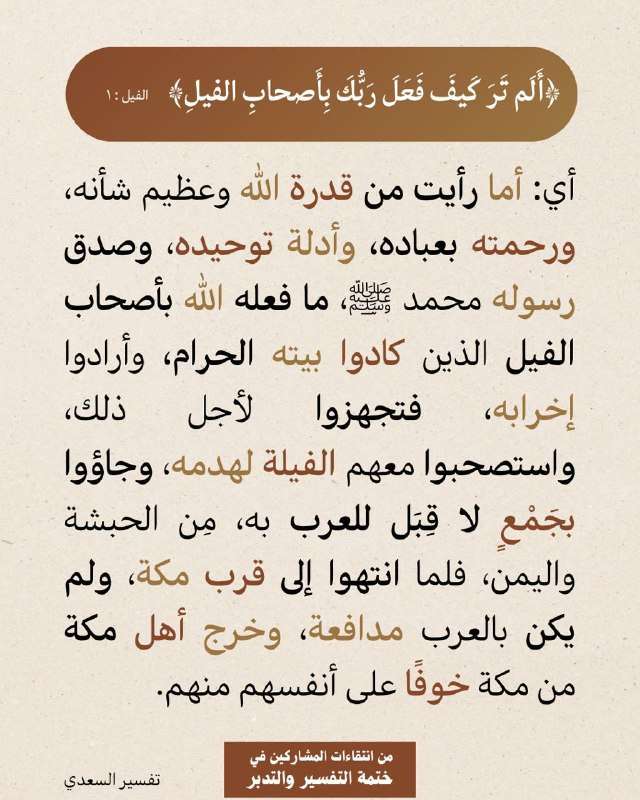 ﴿أَلَم تَرَ كَيفَ فَعَلَ رَبُّكَ بِأَصحابِ الفيلِ﴾ الفيل : ١
أي: أما رأيت من قدرة الله وعظيم شأنه،
ورحمته بعباده، وأدلة توحيده، وصدق
رسوله محمد ﷺ، ما فعله الله بأصحاب
الفيل الذين كادوا بيته الحرام، وأرادوا
إخرابه، فتجهزوا لأجل ذلك،
واستصحبوا معهم الفيلة لهدمه، وجاؤوا
بجَمْعٍ لا قِبَل للعرب به، مِن الحبشة
واليمن، فلما انتهوا إلى قرب مكة، ولم
يكن بالعرب مدافعة، وخرج أهل مكة
من مكة خوفًا على أنفسهم منهم.
من انتقاءات المشاركين في
ختمة التفسير والتدبر
تفسير السعدي